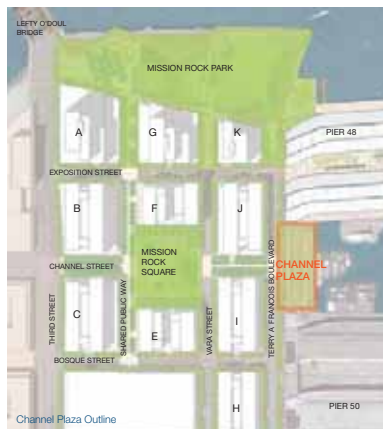 LEFTY O'DOUL
BRIDGE
MISSION ROCK PARK
A
G
K
PIER 48
EXPOSITION STREET
B
F
J
MISSION
ROCK
SQUARE
CHANNEL STREET
CHANNEL
PLAZA
THIRD STREET
SHARED PUBLIC WAY
VARA STREET
TERRY A FRANCOIS BOULEVARD
C
E
I
BOSQUE STREET
H
PIER 50
Channel Plaza Outline